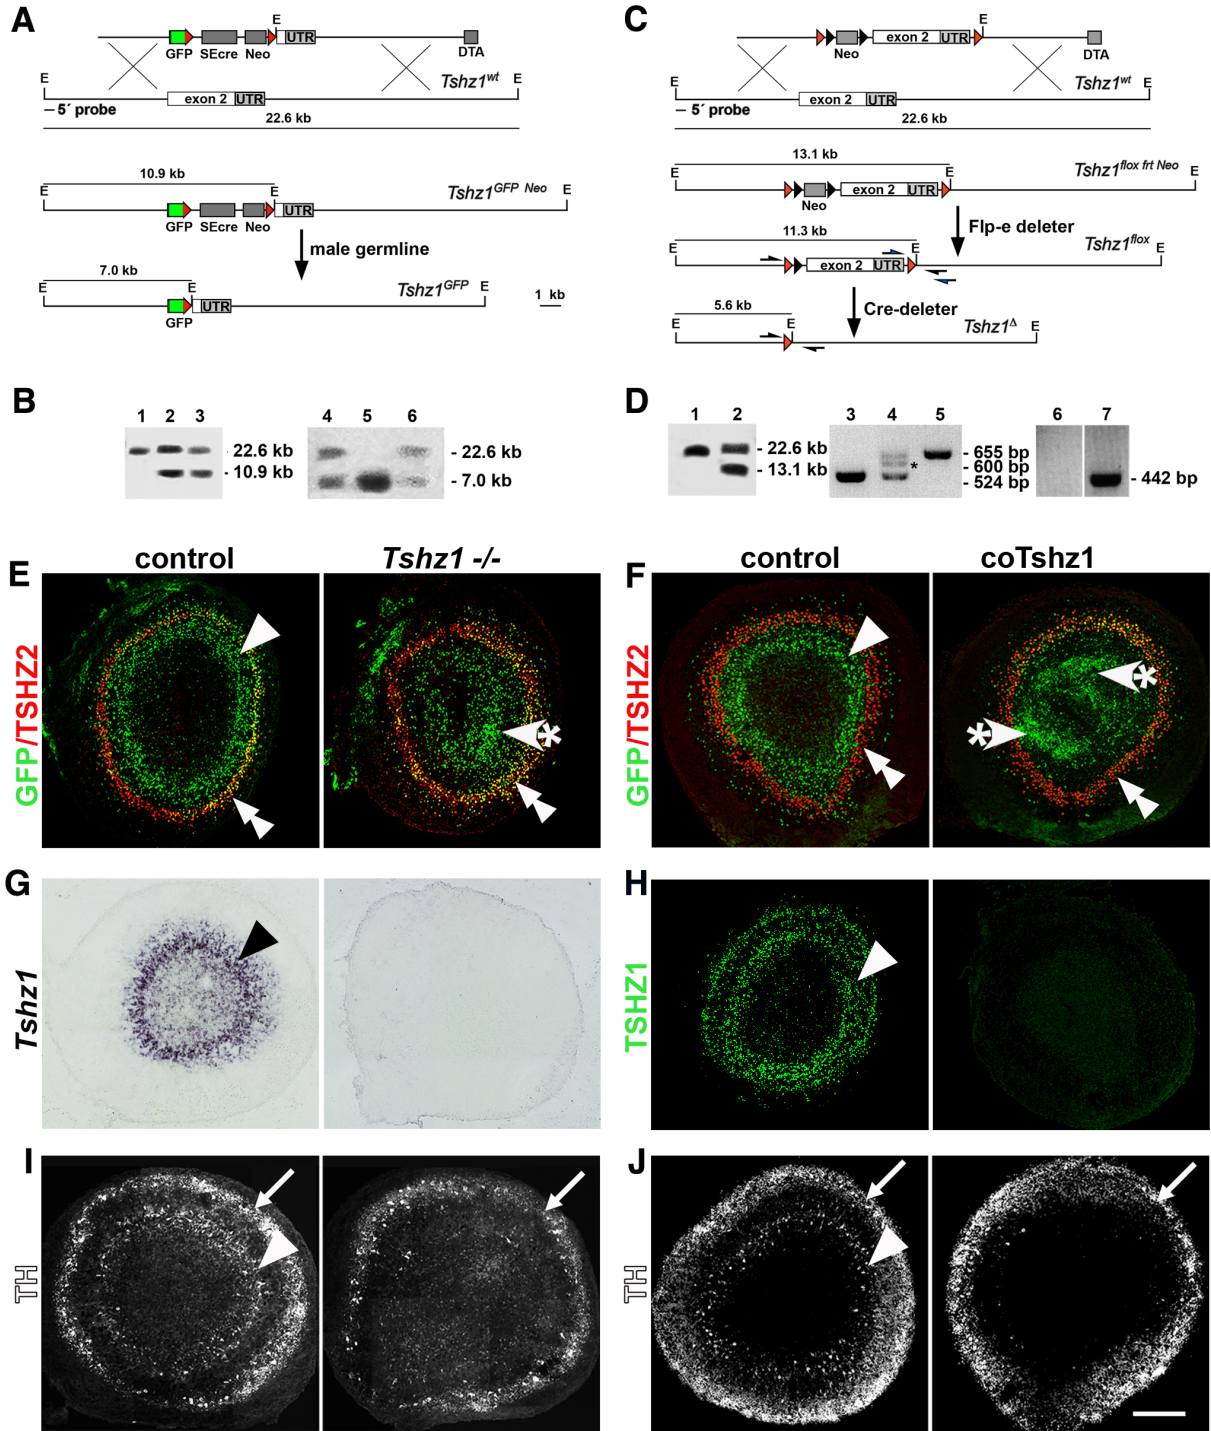 A
E
GFP SEcre Neo UTR DTA
E Tshz1wt E
exon 2 UTR
– 5´ probe
22.6 kb
10.9 kb
E E Tshz1GFP Neo E
UTR
GFP SEcre Neo
male germline
7.0 kb
E E Tshz1GFP E
UTR
GFP
1 kb
C
E
exon 2 UTR
Neo DTA
E Tshz1wt E
exon 2 UTR
– 5´ probe
22.6 kb
13.1 kb
E E Tshz1flox frt Neo E
exon 2 UTR
Neo
Flp-e deleter
11.3 kb
E E Tshz1flox E
exon 2 UTR
Cre-deleter
5.6 kb
E E Tshz1Δ E
B
1 2 3
- 22.6 kb
- 10.9 kb
4 5 6
- 22.6 kb
- 7.0 kb
D
1 2
- 22.6 kb
- 13.1 kb
3 4 5
*
- 655 bp
- 600 bp
- 524 bp
6 7
- 442 bp
control Tshz1 -/-
E
GFP/TSHZ2
*
control coTshz1
F
GFP/TSHZ2
*
*
G
Tshz1
H
TSHZ1
I
TH
J
TH